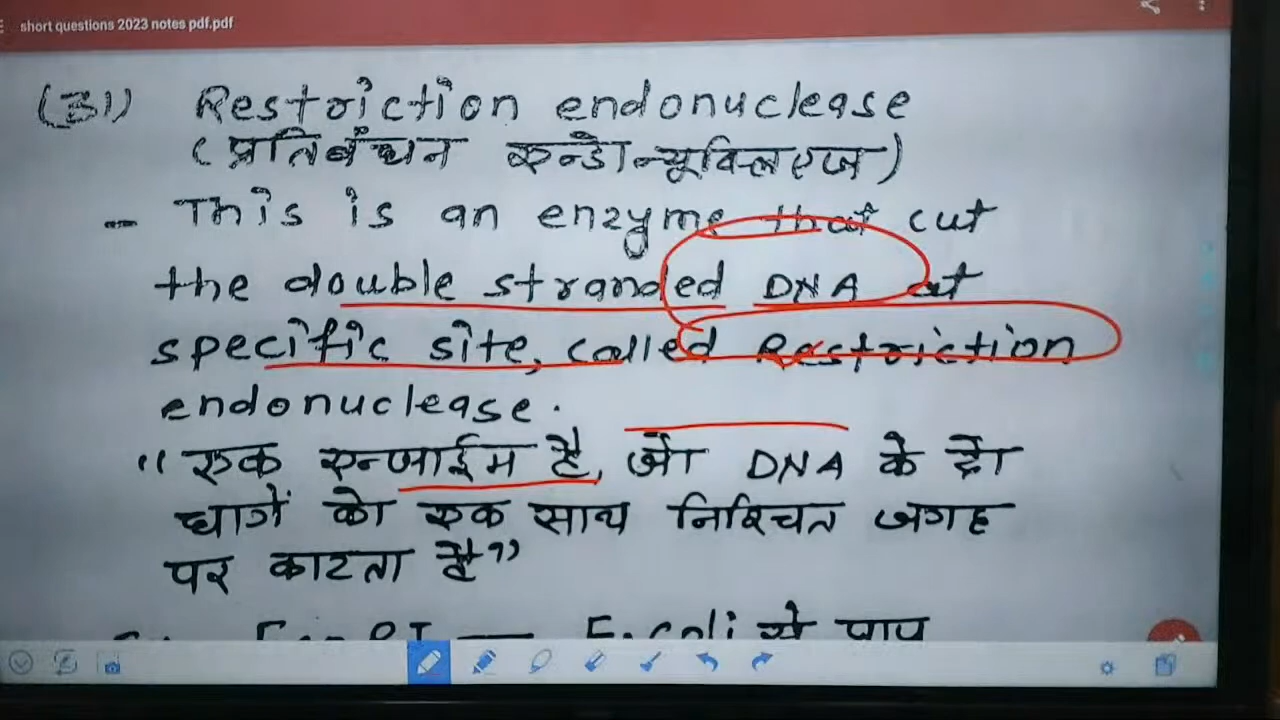 short questions 2023 notes pdf.pdf
(31) Restriction endonuclease
(प्रतिबंधन एन्डोन्यूक्लिएज)
- This is an enzyme that cut
the double stranded DNA at
specific site, called Restriction
endonuclease.
"एक एन्जाईम है, जो DNA के दो
धागों को एक साथ निश्चित जगह
पर काटता है"
E.coli से